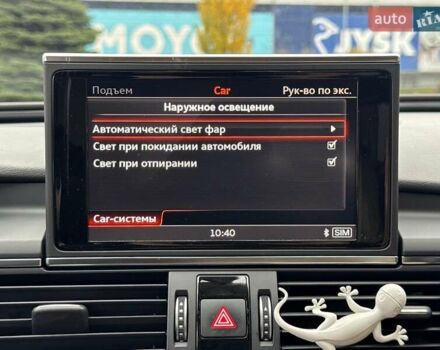 auto RIA
MOYO
JYSK
Подъем Car Рук-во по экс.
Наружное освещение
Автоматический свет фар
Свет при покидании автомобиля
Свет при отпирании
Car-системы
10:40 SIM